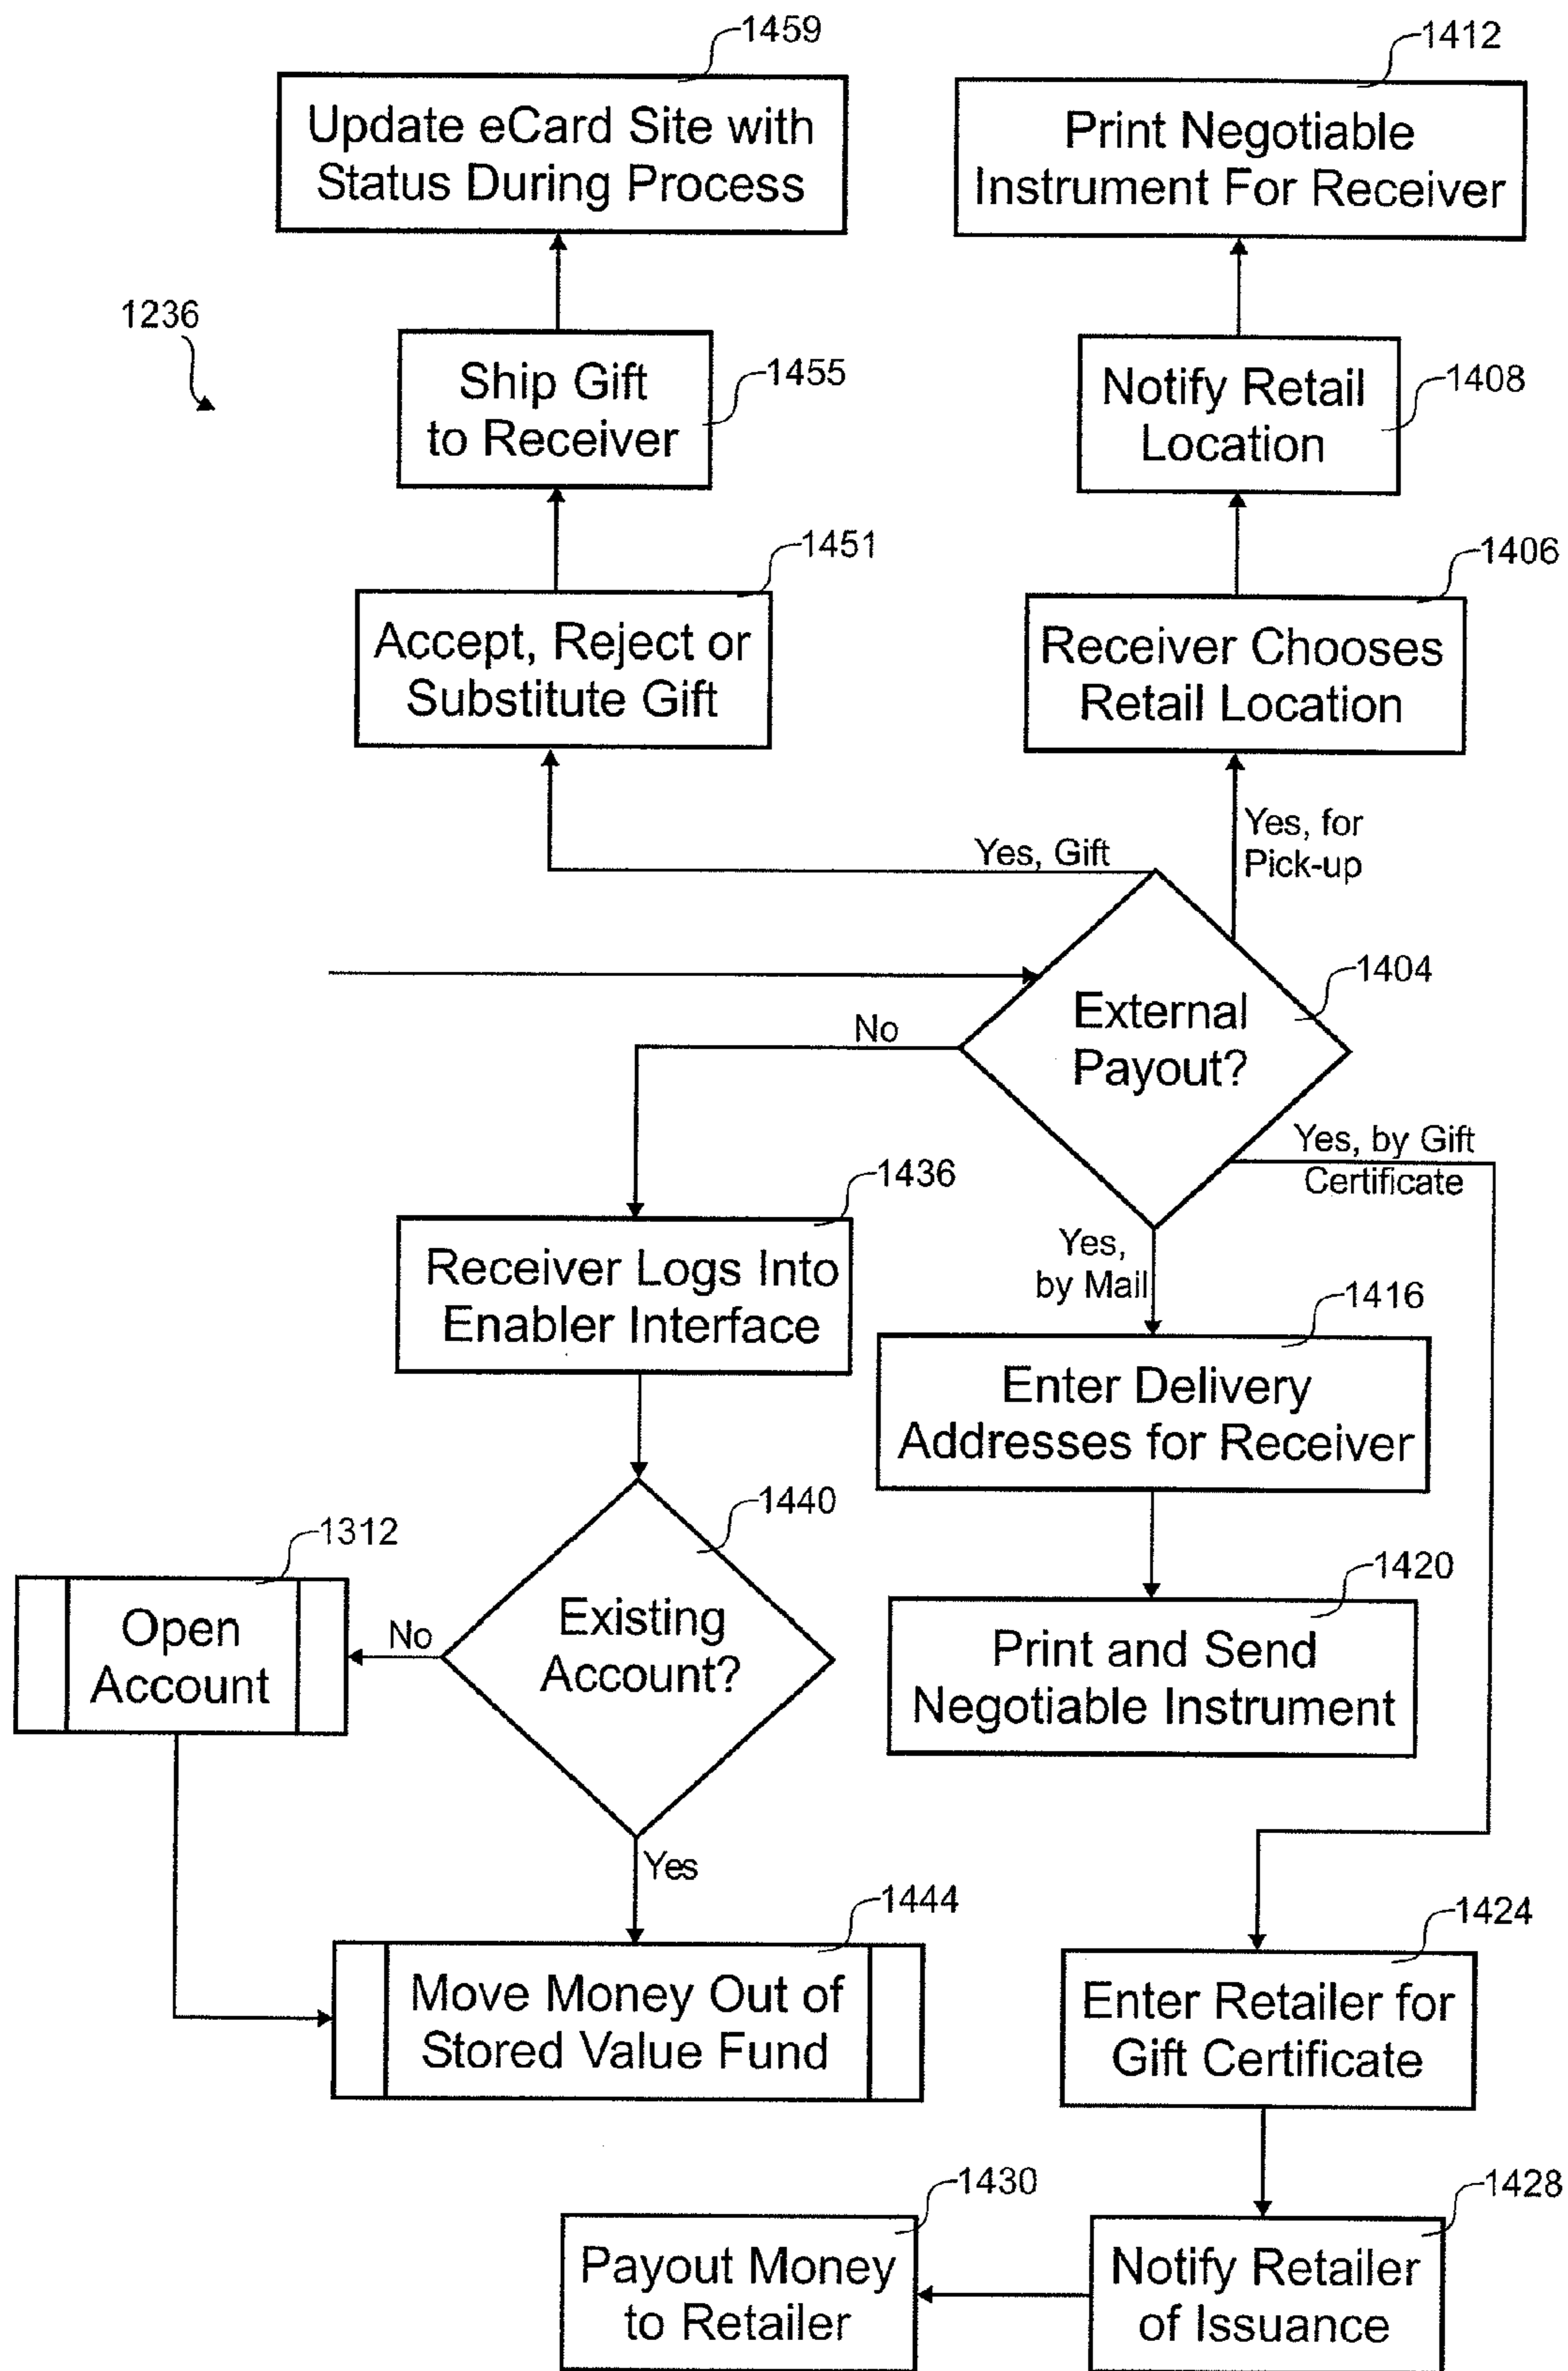 1459
Update eCard Site with
Status During Process
1412
Print Negotiable
Instrument For Receiver
1236
Ship Gift
to Receiver
1455
Notify Retail
Location
1408
1451
Accept, Reject or
Substitute Gift
1406
Receiver Chooses
Retail Location
Yes, Gift
Yes, for
Pick-up
1404
External
Payout?
No
Yes, by Gift
Certificate
1436
Receiver Logs Into
Enabler Interface
Yes,
by Mail
1416
Enter Delivery
Addresses for Receiver
1440
Existing
Account?
1312
Open
Account
No
1420
Print and Send
Negotiable Instrument
Yes
1444
Move Money Out of
Stored Value Fund
1424
Enter Retailer for
Gift Certificate
1430
Payout Money
to Retailer
1428
Notify Retailer
of Issuance